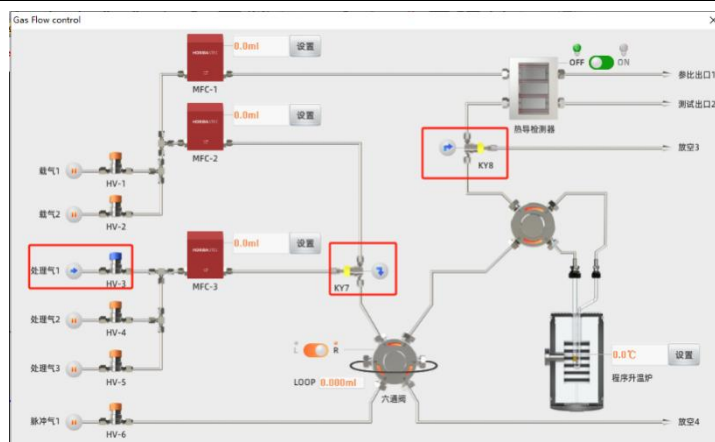 Gas Flow control
0.0ml 设置
MFC-1
OFF ON
参比出口1
测试出口2
热导检测器
0.0ml 设置
MFC-2
放空3
KY8
载气1
HV-1
载气2
HV-2
0.0ml 设置
处理气1
HV-3
MFC-3
KY7
处理气2
HV-4
L R
0.0℃ 设置
处理气3
HV-5
LOOP 0.000ml
程序升温炉
六通阀
脉冲气1
HV-6
放空4